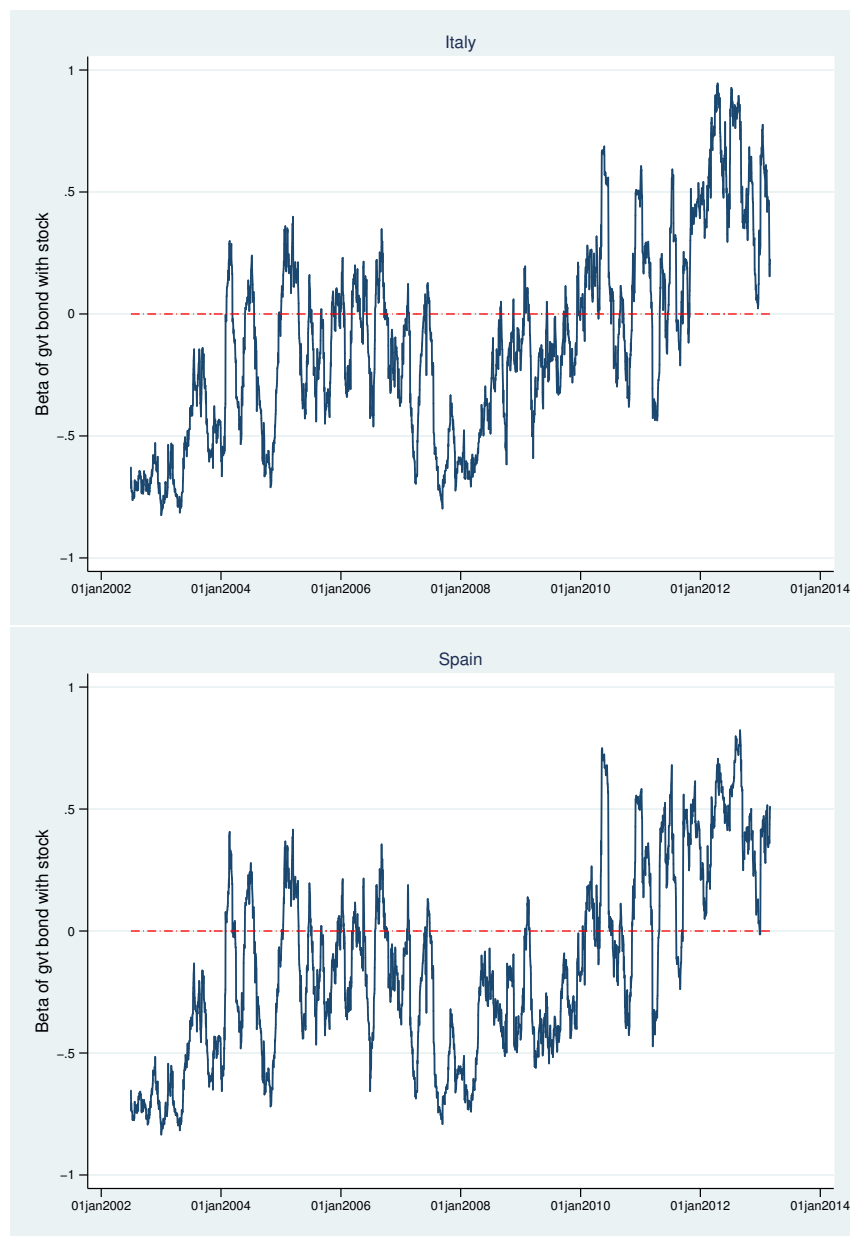 Italy
Beta of gvt bond with stock
1
.5
0
−.5
−1
01jan2002 01jan2004 01jan2006 01jan2008 01jan2010 01jan2012 01jan2014
Spain
Beta of gvt bond with stock
1
.5
0
−.5
−1
01jan2002 01jan2004 01jan2006 01jan2008 01jan2010 01jan2012 01jan2014